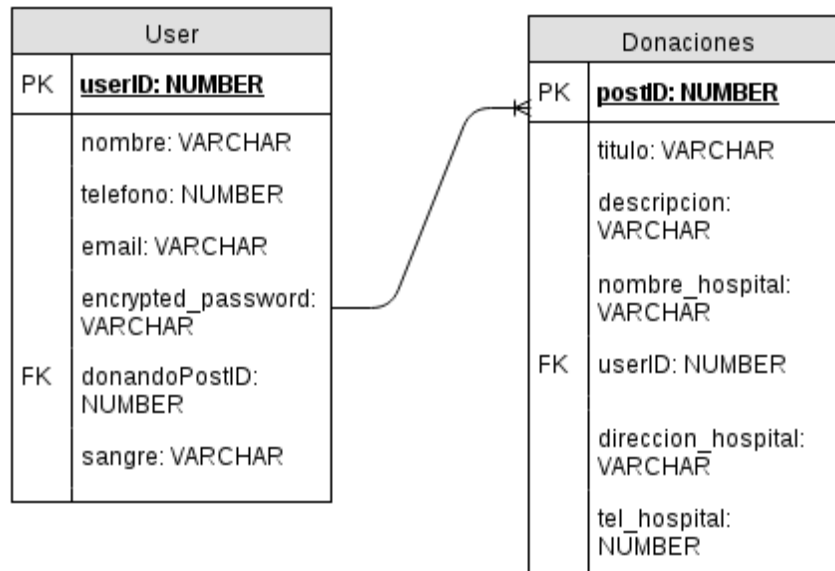 User
PK userID: NUMBER
nombre: VARCHAR
telefono: NUMBER
email: VARCHAR
encrypted_password:
VARCHAR
FK donandoPostID:
NUMBER
sangre: VARCHAR
Donaciones
PK postID: NUMBER
titulo: VARCHAR
descripcion:
VARCHAR
nombre_hospital:
VARCHAR
FK userID: NUMBER
direccion_hospital:
VARCHAR
tel_hospital:
NUMBER